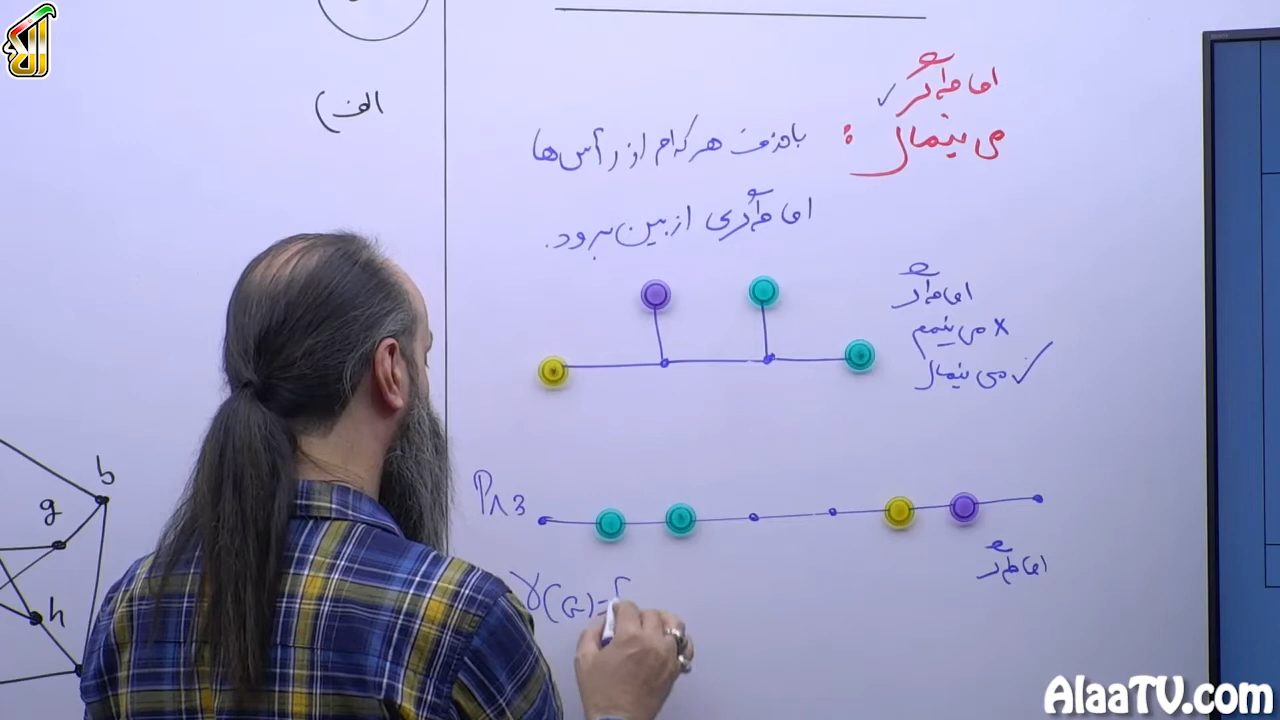 احاطه‌گر ✓
مینیمال :
با حذف هر کدام از رأس‌ها
احاطه‌گری از بین برود.
الف)
احاطه‌گر
مینیمم ×
مینیمال ✓
P۸
احاطه‌گر
γ(G)=
b
g
h
AlaaTV.com